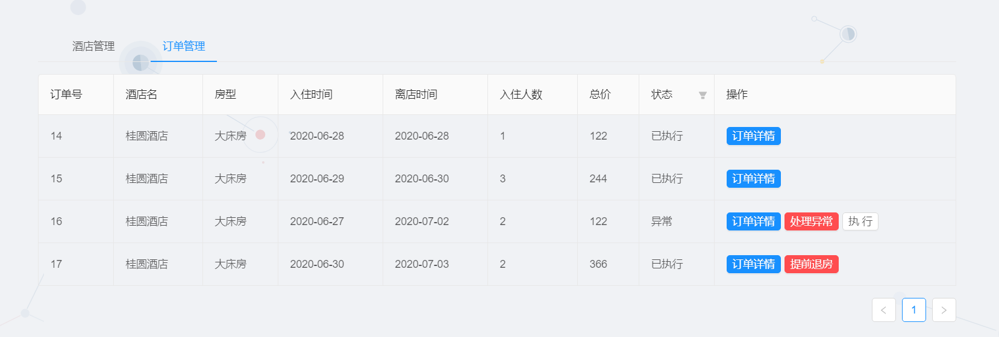 酒店管理 订单管理
订单号 酒店名 房型 入住时间 离店时间 入住人数 总价 状态 操作
14 桂圆酒店 大床房 2020-06-28 2020-06-28 1 122 已执行 订单详情
15 桂圆酒店 大床房 2020-06-29 2020-06-30 3 244 已执行 订单详情
16 桂圆酒店 大床房 2020-06-27 2020-07-02 2 122 异常 订单详情 处理异常 执 行
17 桂圆酒店 大床房 2020-06-30 2020-07-03 2 366 已执行 订单详情 提前退房
1